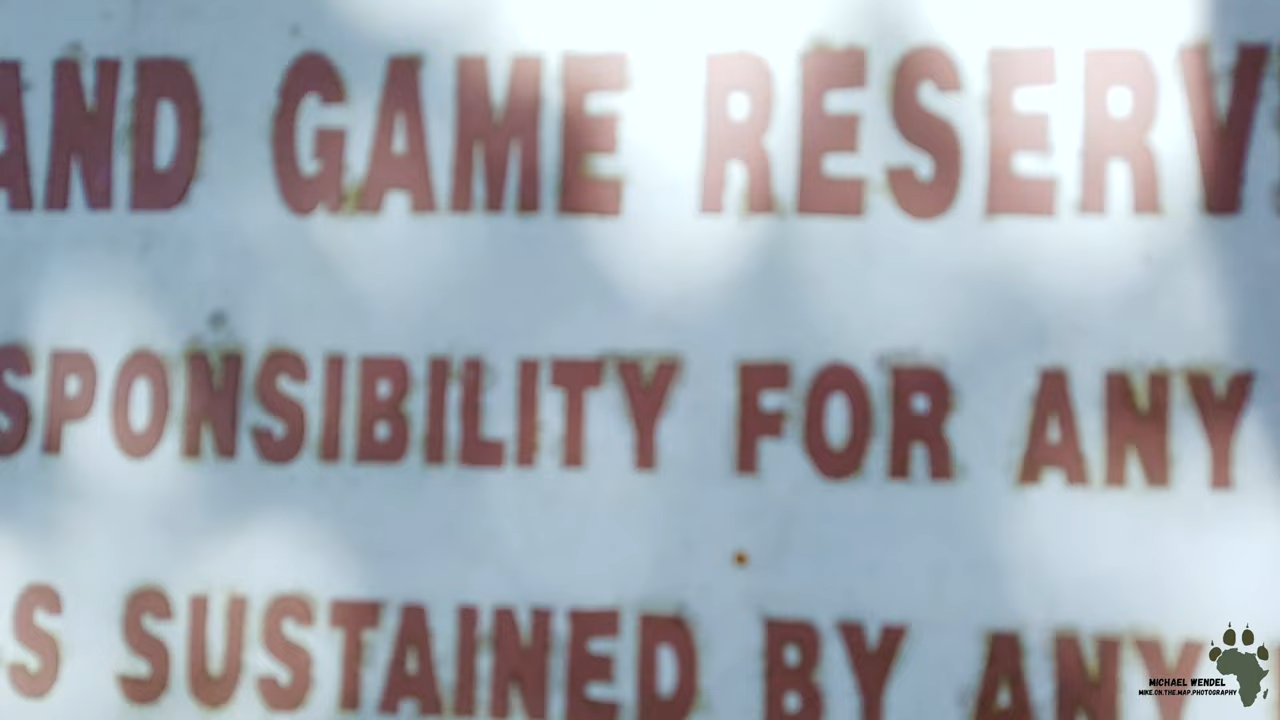 AND GAME RESERV
SPONSIBILITY FOR ANY
S SUSTAINED BY ANY
MICHAEL WENDEL
MIKE.ON.THE.MAP.PHOTOGRAPHY